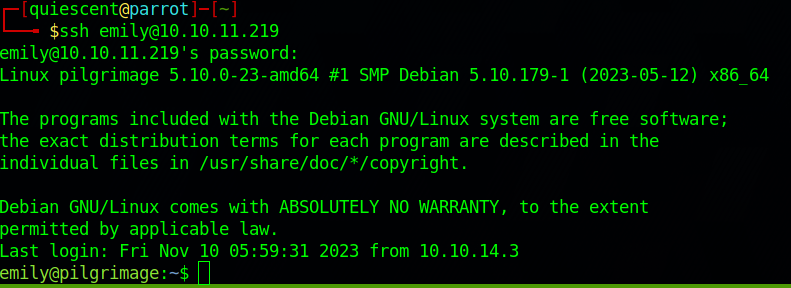 ┌─[quiescent@parrot]─[~]
└──╼ $ssh emily@10.10.11.219
emily@10.10.11.219's password:
Linux pilgrimage 5.10.0-23-amd64 #1 SMP Debian 5.10.179-1 (2023-05-12) x86_64
The programs included with the Debian GNU/Linux system are free software;
the exact distribution terms for each program are described in the
individual files in /usr/share/doc/*/copyright.
Debian GNU/Linux comes with ABSOLUTELY NO WARRANTY, to the extent
permitted by applicable law.
Last login: Fri Nov 10 05:59:31 2023 from 10.10.14.3
emily@pilgrimage:~$